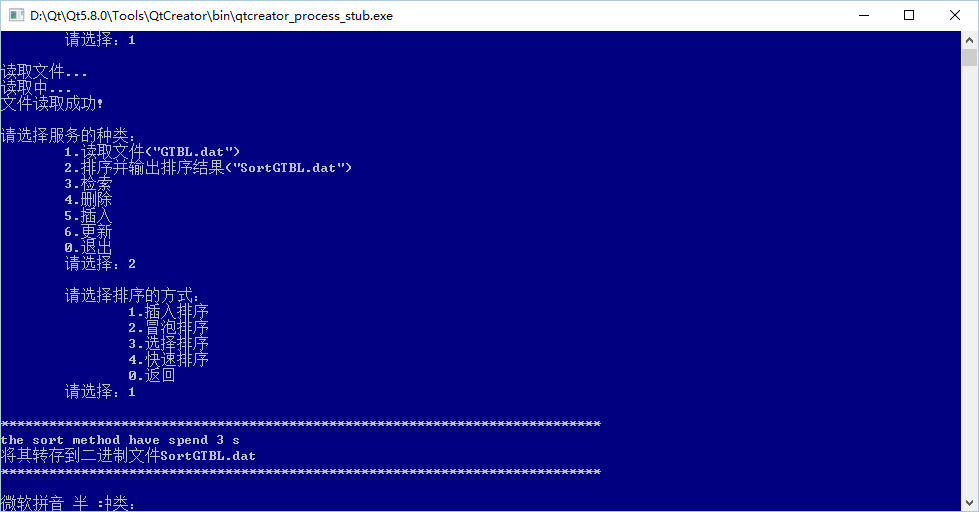 D:\Qt\Qt5.8.0\Tools\QtCreator\bin\qtcreator_process_stub.exe
请选择：1
读取文件...
读取中...
文件读取成功！
请选择服务的种类：
1.读取文件("GTBL.dat")
2.排序并输出排序结果("SortGTBL.dat")
3.检索
4.删除
5.插入
6.更新
0.退出
请选择：2
请选择排序的方式：
1.插入排序
2.冒泡排序
3.选择排序
4.快速排序
0.返回
请选择：1
***************************************************************************
the sort method have spend 3 s
将其转存到二进制文件SortGTBL.dat
***************************************************************************
微软拼音 半 :种类：